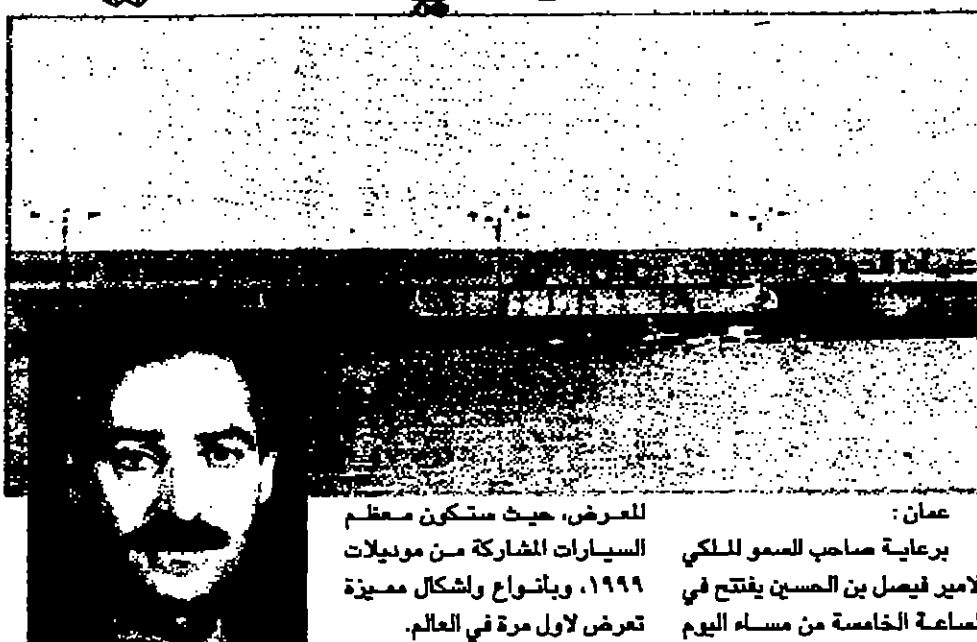 عمان :
برعاية صاحب السمو الملكي
الامير فيصل بن الحسين يفتتح في
الساعة الخامسة من مساء اليوم
للعرض، حيث ستكون معظم
السيارات المشاركة من موديلات
١٩٩٩، وبأنواع واشكال مميزة
تعرض لاول مرة في العالم.